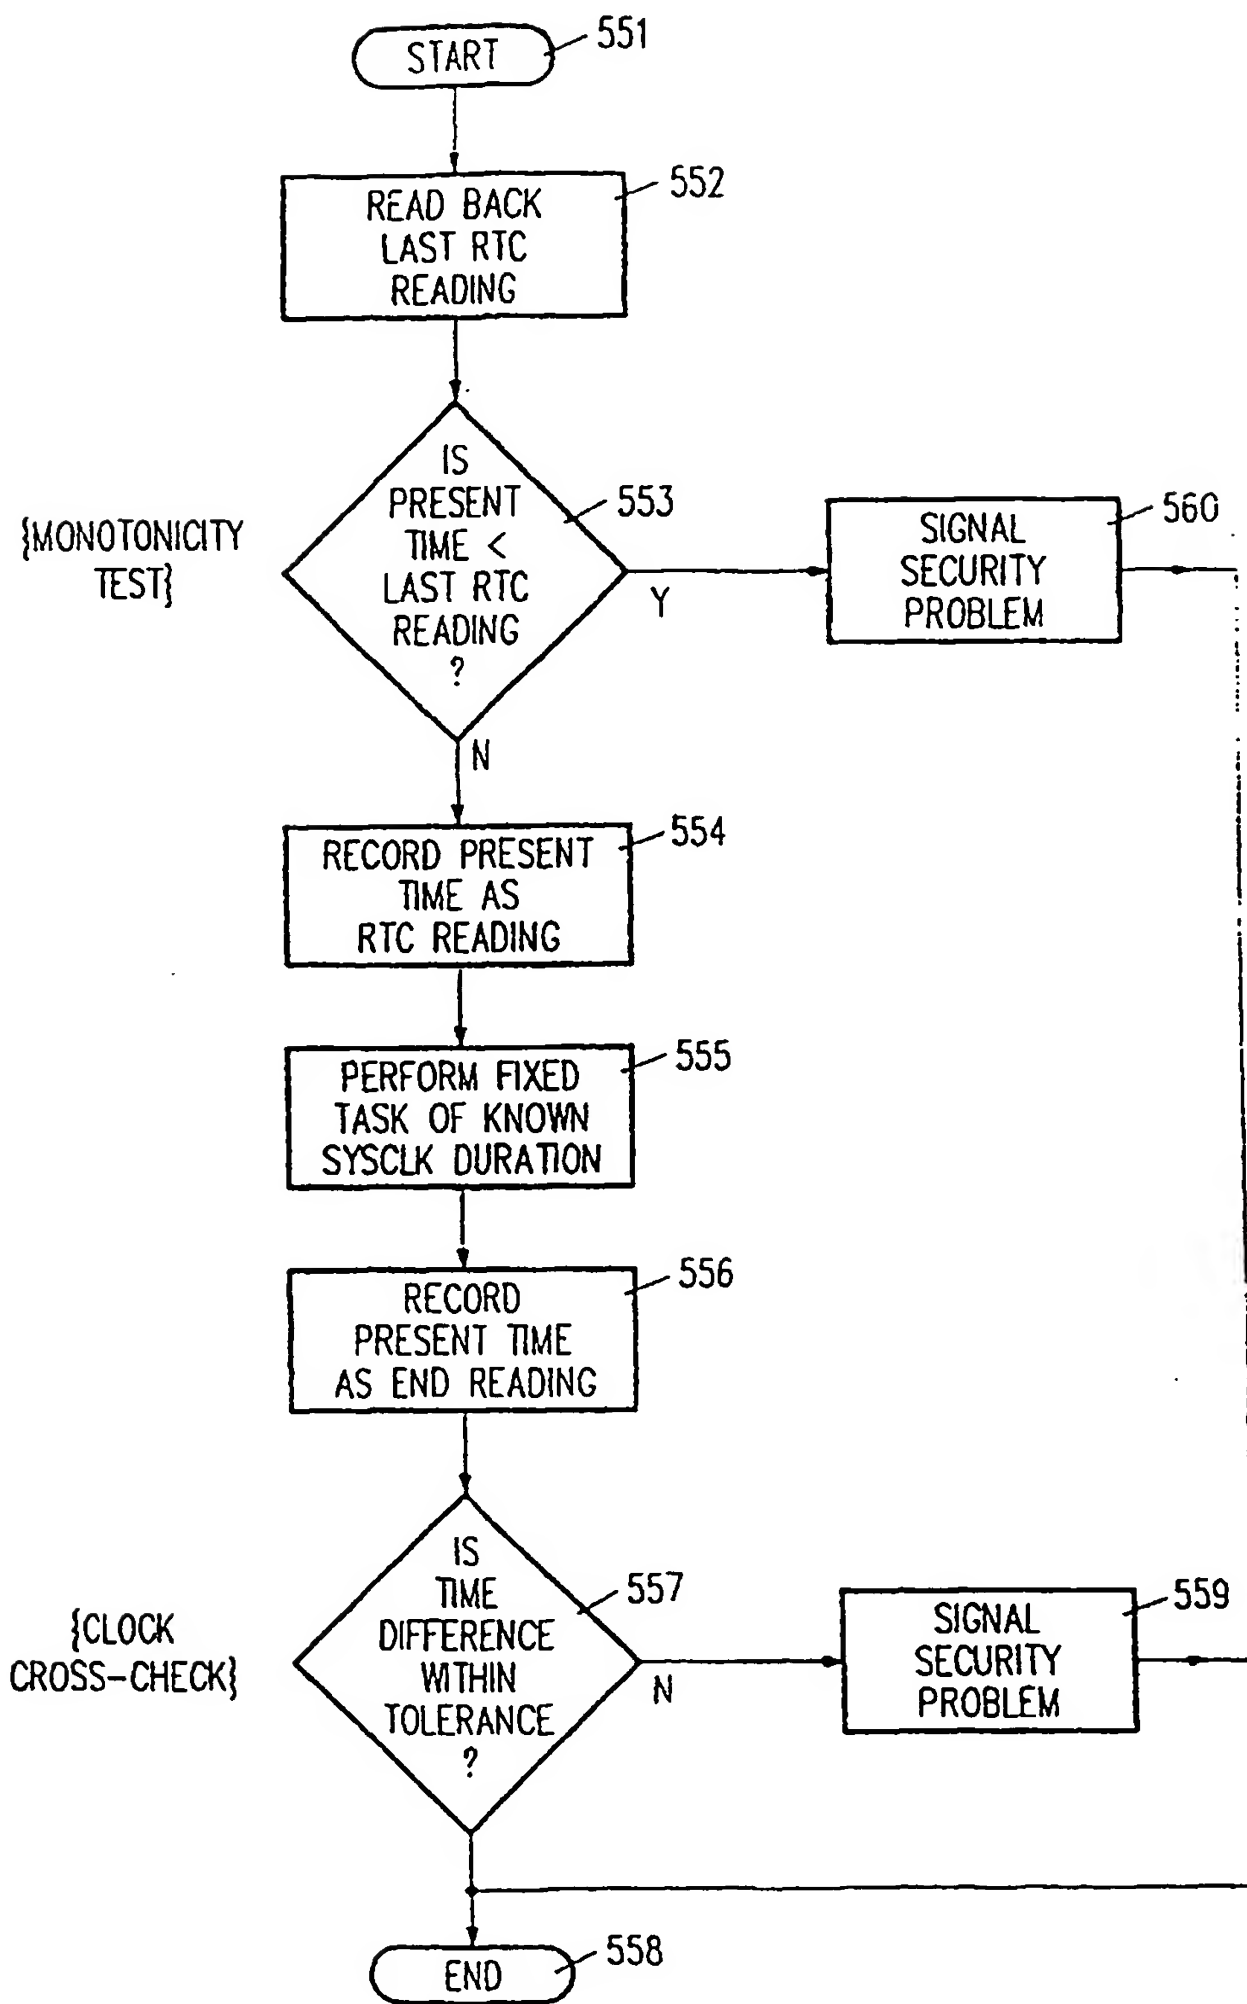 START
551
READ BACK
LAST RTC
READING
552
IS
PRESENT
TIME <
LAST RTC
READING
?
553
{MONOTONICITY
TEST}
Y
SIGNAL
SECURITY
PROBLEM
560
N
RECORD PRESENT
TIME AS
RTC READING
554
PERFORM FIXED
TASK OF KNOWN
SYSCLK DURATION
555
RECORD
PRESENT TIME
AS END READING
556
IS
TIME
DIFFERENCE
WITHIN
TOLERANCE
?
557
{CLOCK
CROSS-CHECK}
N
SIGNAL
SECURITY
PROBLEM
559
END
558